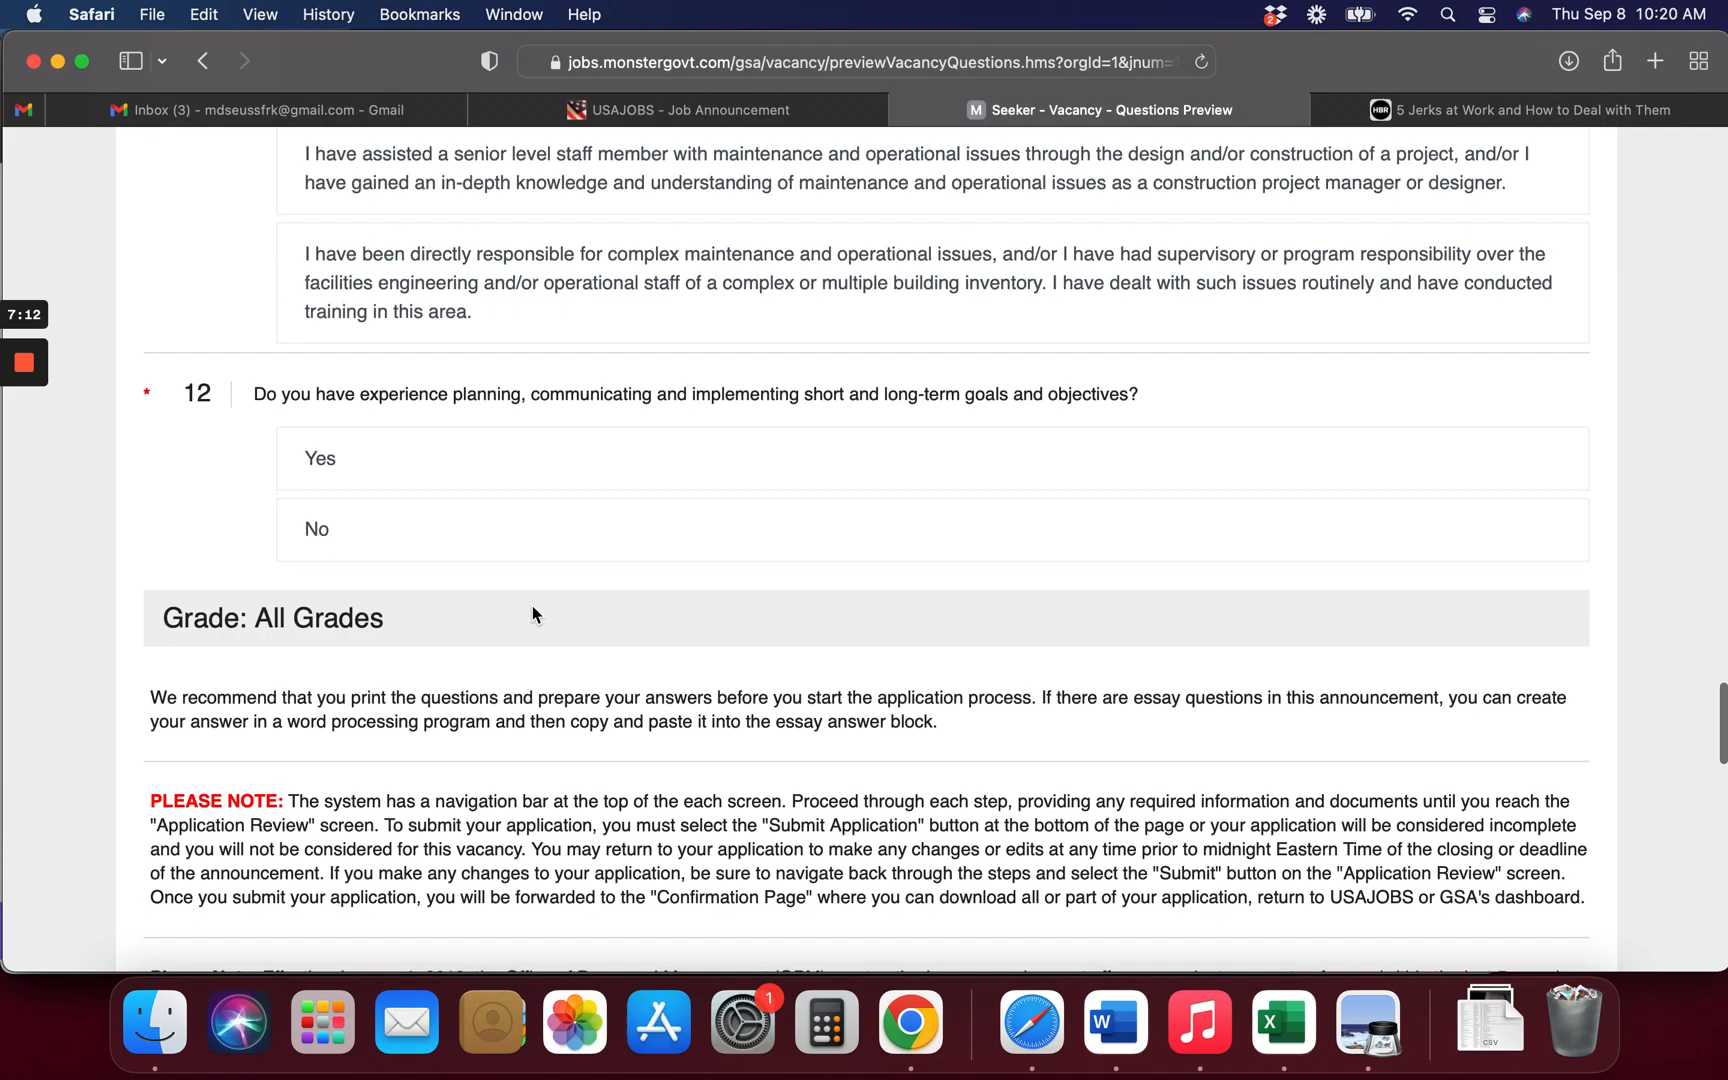 Safari File Edit View History Bookmarks Window Help 2 Thu Sep 8 10:20 AM
jobs.monstergovt.com/gsa/vacancy/previewVacancyQuestions.hms?orgId=1&jnum=
Inbox (3) - mdseussfrk@gmail.com - Gmail USAJOBS - Job Announcement M Seeker - Vacancy - Questions Preview HBR 5 Jerks at Work and How to Deal with Them
I have assisted a senior level staff member with maintenance and operational issues through the design and/or construction of a project, and/or I
have gained an in-depth knowledge and understanding of maintenance and operational issues as a construction project manager or designer.
I have been directly responsible for complex maintenance and operational issues, and/or I have had supervisory or program responsibility over the
facilities engineering and/or operational staff of a complex or multiple building inventory. I have dealt with such issues routinely and have conducted
training in this area.
7:12
* 12 Do you have experience planning, communicating and implementing short and long-term goals and objectives?
Yes
No
Grade: All Grades
We recommend that you print the questions and prepare your answers before you start the application process. If there are essay questions in this announcement, you can create
your answer in a word processing program and then copy and paste it into the essay answer block.
PLEASE NOTE: The system has a navigation bar at the top of the each screen. Proceed through each step, providing any required information and documents until you reach the
"Application Review" screen. To submit your application, you must select the "Submit Application" button at the bottom of the page or your application will be considered incomplete
and you will not be considered for this vacancy. You may return to your application to make any changes or edits at any time prior to midnight Eastern Time of the closing or deadline
of the announcement. If you make any changes to your application, be sure to navigate back through the steps and select the "Submit" button on the "Application Review" screen.
Once you submit your application, you will be forwarded to the "Confirmation Page" where you can download all or part of your application, return to USAJOBS or GSA's dashboard.
1
W
X
CSV